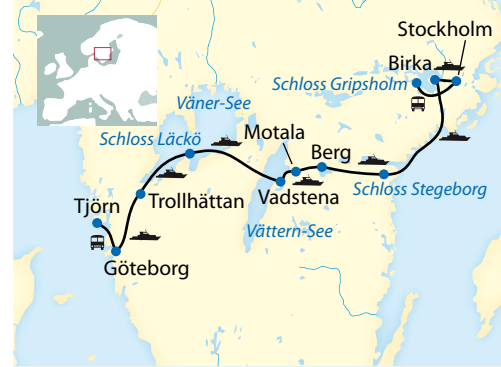 Stockholm
Birka
Schloss Gripsholm
Väner-See
Motala
Schloss Läckö
Berg
Schloss Stegeborg
Trollhättan
Vadstena
Tjörn
Vättern-See
Göteborg